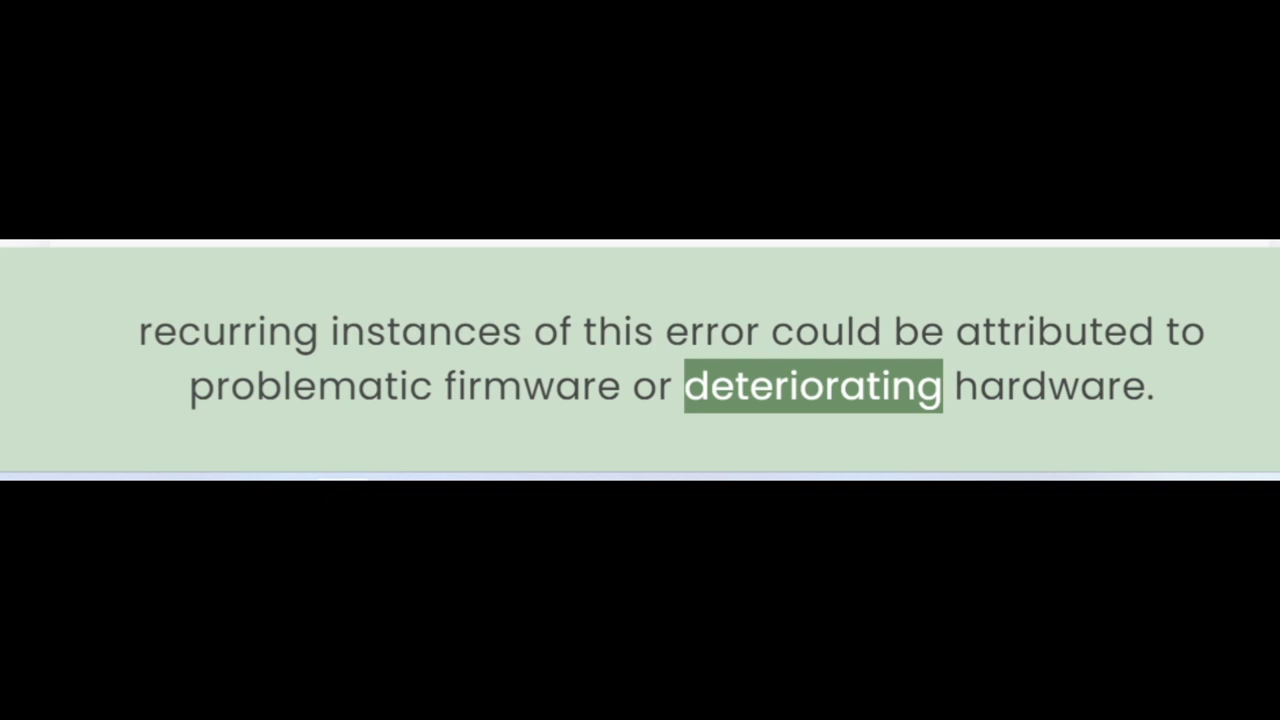 recurring instances of this error could be attributed to
problematic firmware or deteriorating hardware.